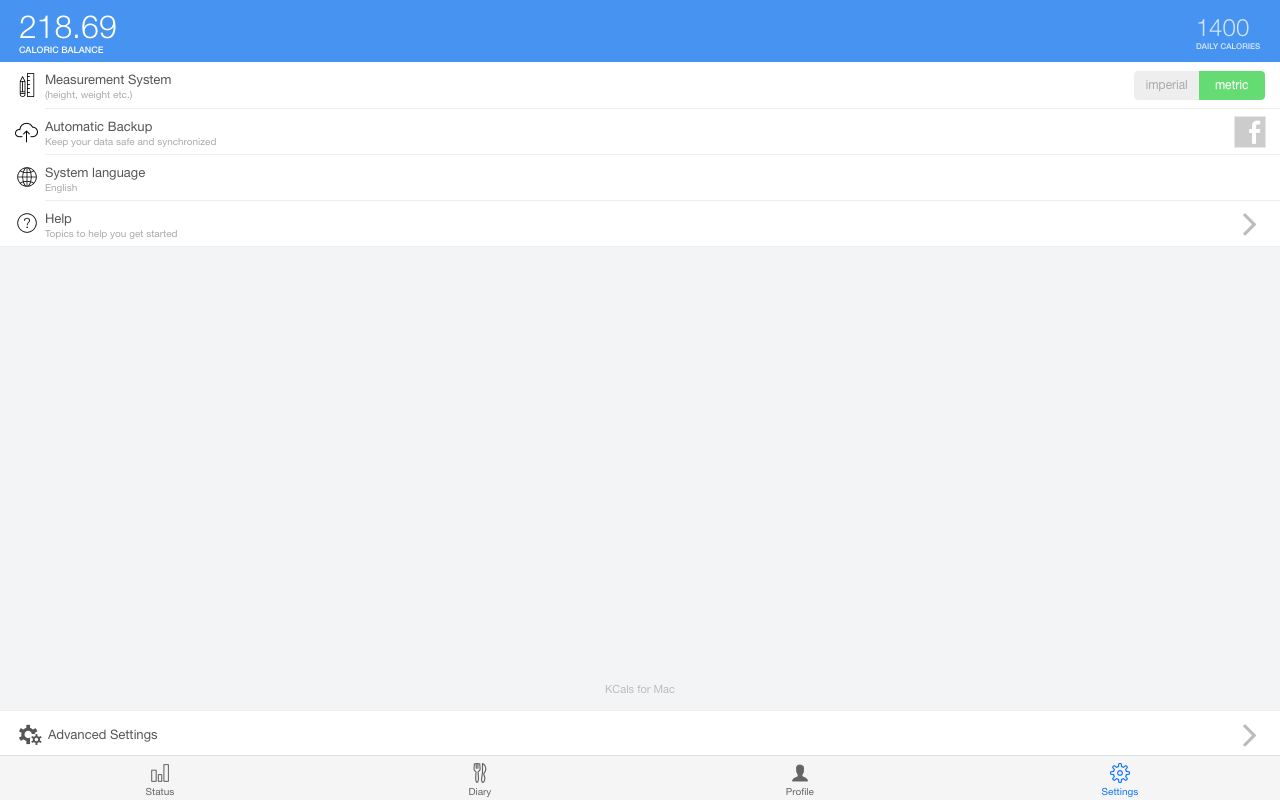 218.69
CALORIC BALANCE
1400
DAILY CALORIES
Measurement System
(height, weight etc.)
imperial
metric
Automatic Backup
Keep your data safe and synchronized
System language
English
Help
Topics to help you get started
KCals for Mac
Advanced Settings
Status
Diary
Profile
Settings